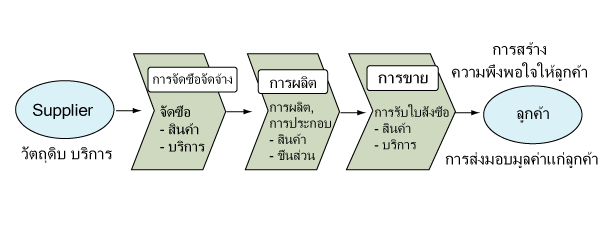 Supplier
วัตถุดิบ บริการ
การจัดซื้อจัดจ้าง
จัดซื้อ
- สินค้า
- บริการ
การผลิต
การผลิต,
การประกอบ
- สินค้า
- ชิ้นส่วน
การขาย
การรับใบสั่งซื้อ
- สินค้า
- บริการ
การสร้าง
ความพึงพอใจให้ลูกค้า
ลูกค้า
การส่งมอบมูลค่าแก่ลูกค้า